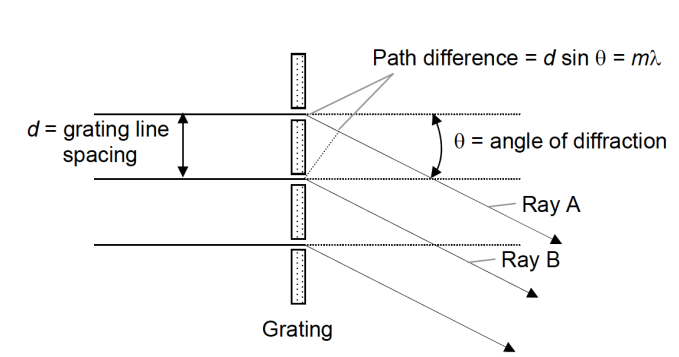 Path difference = d sin θ = mλ
d = grating line
spacing
θ = angle of diffraction
Ray A
Ray B
Grating